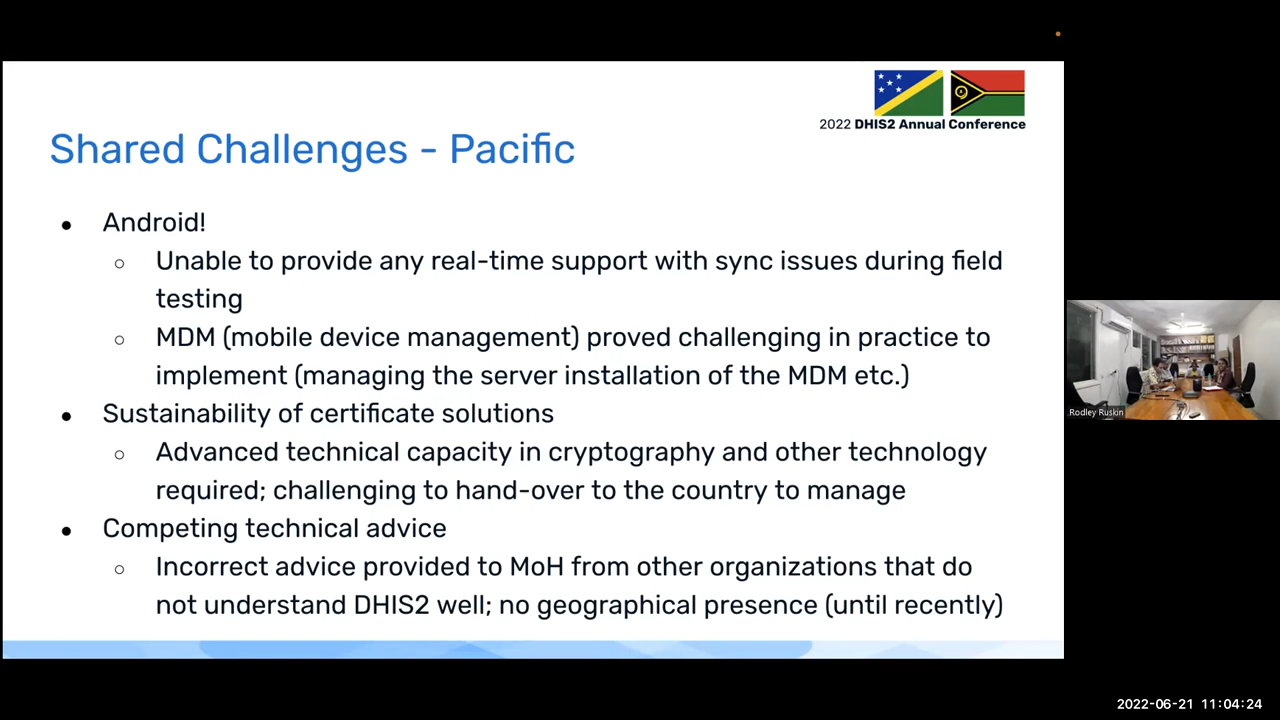 2022 DHIS2 Annual Conference
Shared Challenges - Pacific
● Android!
○ Unable to provide any real-time support with sync issues during field
testing
○ MDM (mobile device management) proved challenging in practice to
implement (managing the server installation of the MDM etc.)
● Sustainability of certificate solutions
○ Advanced technical capacity in cryptography and other technology
required; challenging to hand-over to the country to manage
● Competing technical advice
○ Incorrect advice provided to MoH from other organizations that do
not understand DHIS2 well; no geographical presence (until recently)
Rodley Ruskin
2022-06-21 11:04:24